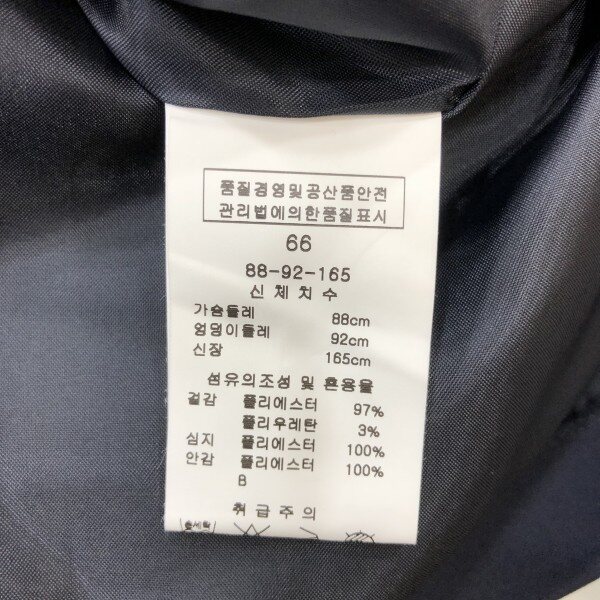 품질경영및공산품안전
관리법에의한품질표시
66
88-92-165
신체치수
가슴둘레 88cm
엉덩이둘레 92cm
신장 165cm
섬유의조성 및 혼용율
겉감 폴리에스터 97%
폴리우레탄 3%
심지 폴리에스터 100%
안감 폴리에스터 100%
B
취급주의